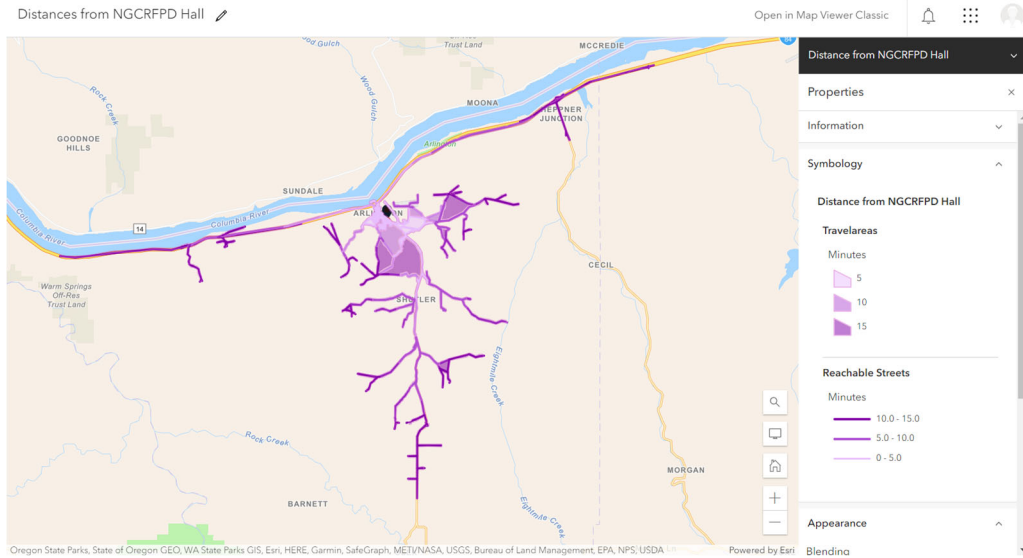 Distances from NGCRFPD Hall
Open in Map Viewer Classic
Wood Gulch
Trust Land
MCCREDIE
84
Distance from NGCRFPD Hall
Properties
Rock Creek
Wood Gulch
MOONA
HEPPNER
JUNCTION
Information
GOODNOE
HILLS
Arlington
Symbology
SUNDALE
Distance from NGCRFPD Hall
Columbia River
14
Columbia River
ARLINGTON
Travelareas
Minutes
5
10
15
CECIL
Warm Springs
Off-Res
Trust Land
SHUTLER
Eightmile Creek
Reachable Streets
Minutes
10.0 - 15.0
5.0 - 10.0
0 - 5.0
Rock Creek
MORGAN
BARNETT
Eightmile Creek
Appearance
Blending
Oregon State Parks, State of Oregon GEO, WA State Parks GIS, Esri, HERE, Garmin, SafeGraph, METI/NASA, USGS, Bureau of Land Management, EPA, NPS, USDA
Powered by Esri